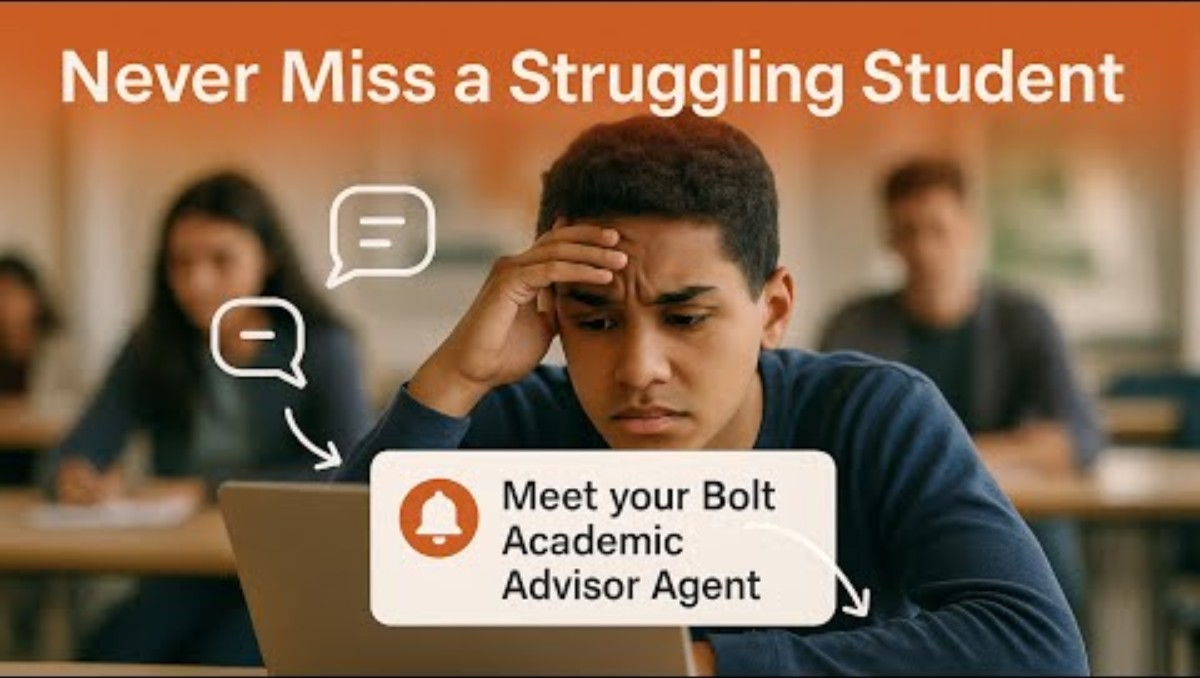 Never Miss a Struggling Student
Meet your Bolt
Academic
Advisor Agent